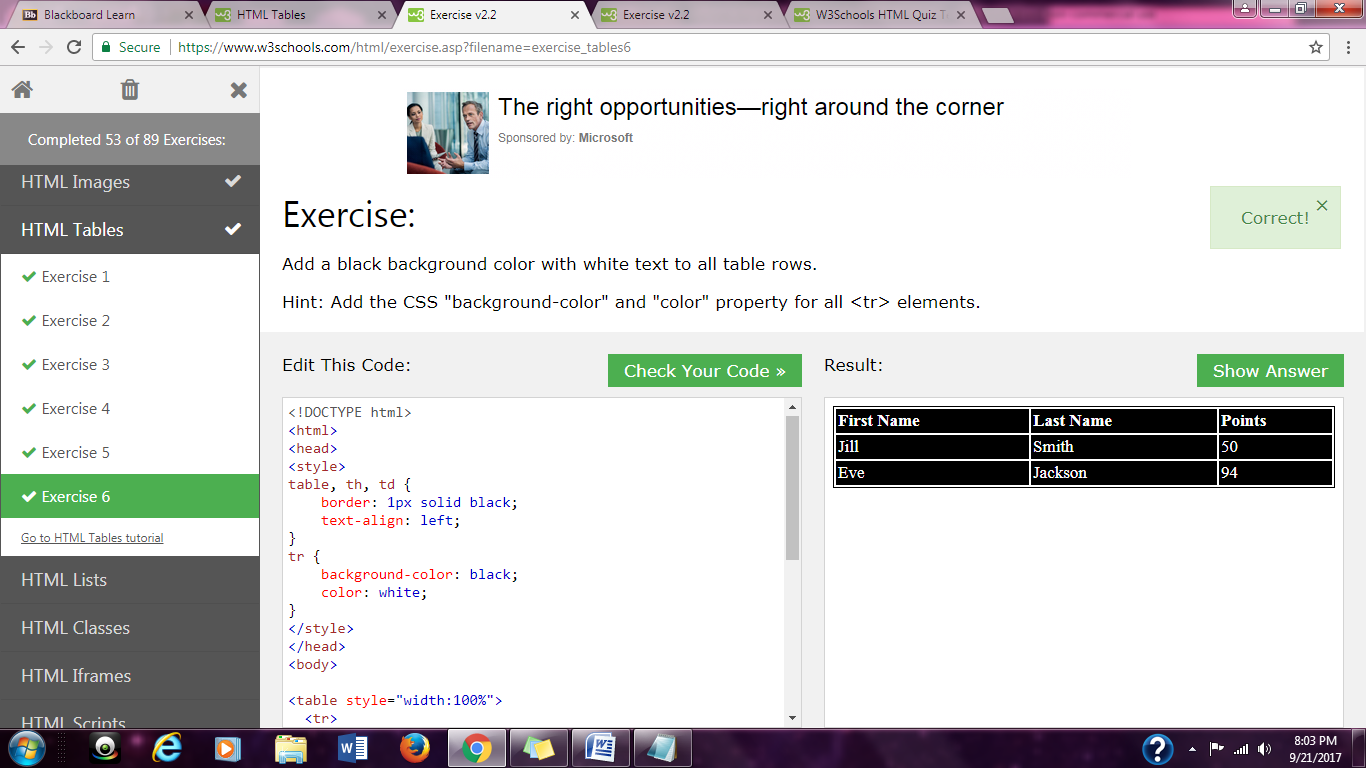 Bb Blackboard Learn
HTML Tables
Exercise v2.2
Exercise v2.2
W3Schools HTML Quiz T
Secure
https://www.w3schools.com/html/exercise.asp?filename=exercise_tables6
Completed 53 of 89 Exercises:
HTML Images
HTML Tables
Exercise 1
Exercise 2
Exercise 3
Exercise 4
Exercise 5
Exercise 6
Go to HTML Tables tutorial
HTML Lists
HTML Classes
HTML Iframes
HTML Scripts
The right opportunities—right around the corner
Sponsored by: Microsoft
Exercise:
Correct!
Add a black background color with white text to all table rows.
Hint: Add the CSS "background-color" and "color" property for all <tr> elements.
Edit This Code:
Check Your Code »
<!DOCTYPE html>
<html>
<head>
<style>
table, th, td {
    border: 1px solid black;
    text-align: left;
}
tr {
    background-color: black;
    color: white;
}
</style>
</head>
<body>
<table style="width:100%">
  <tr>
Result:
Show Answer
First Name Last Name Points
Jill Smith 50
Eve Jackson 94
8:03 PM
9/21/2017